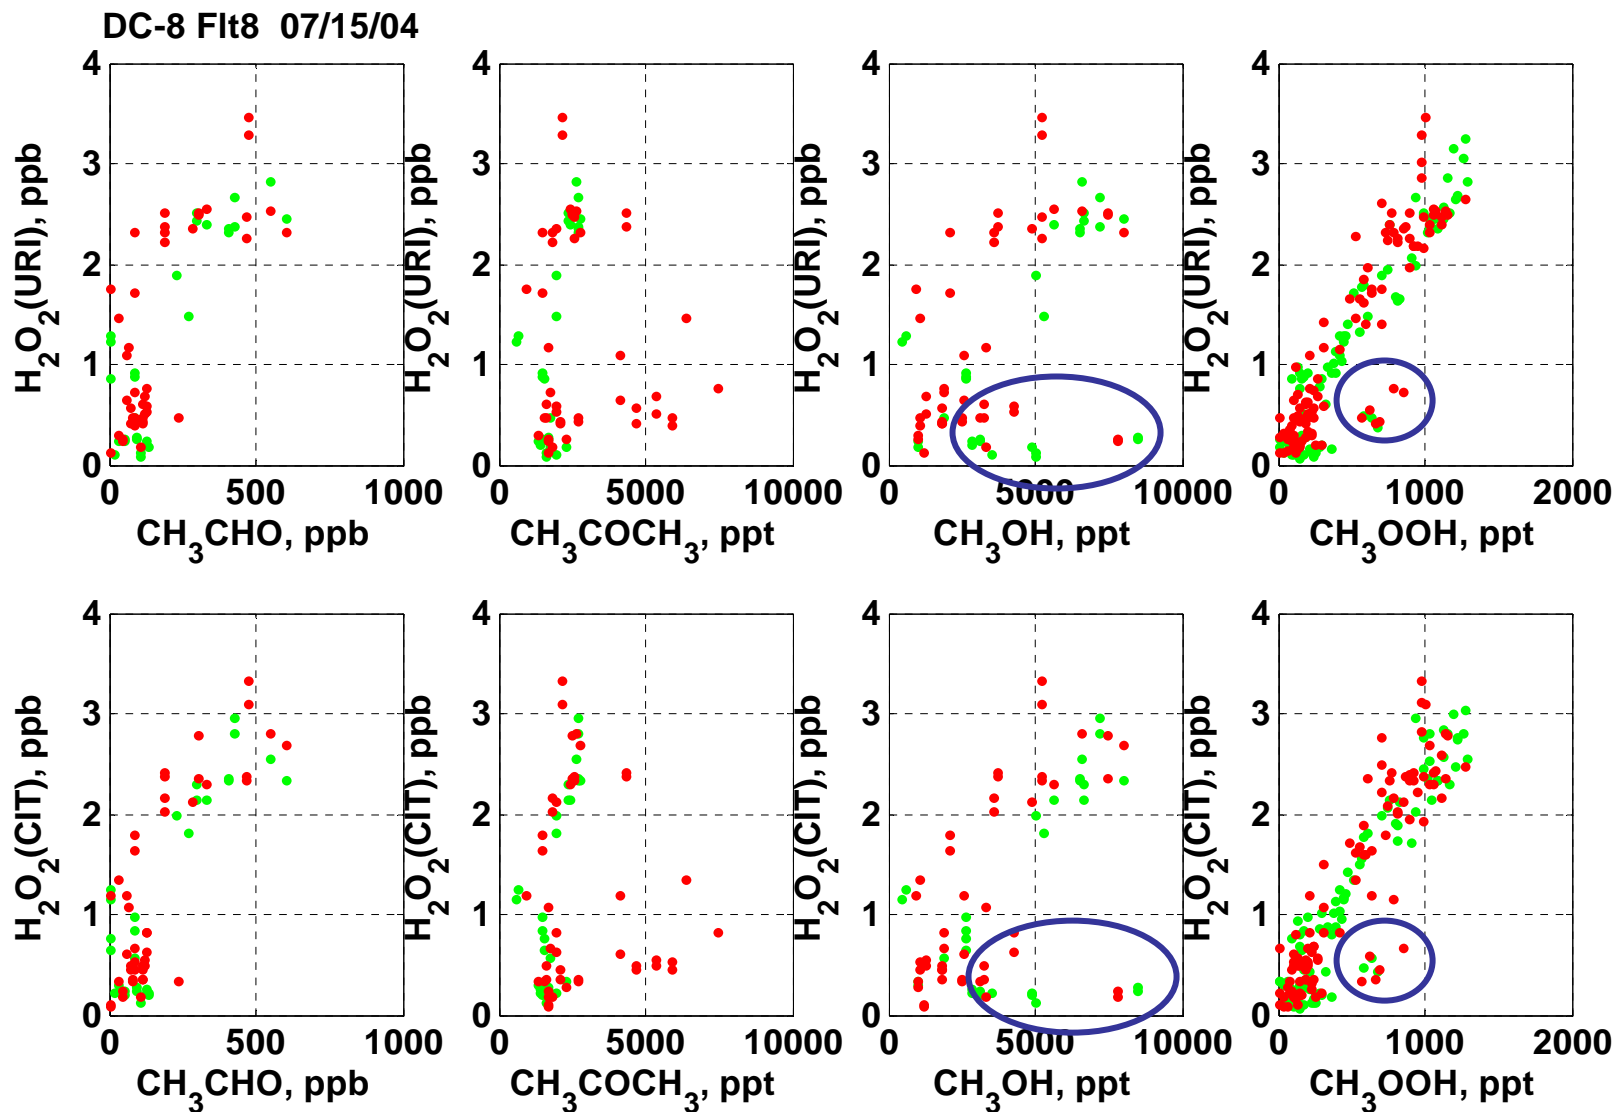 DC-8 Flt8 07/15/04
4 4 4 4
3 3 3 3
2 2 2 2
1 1 1 1
0 0 0 0
H2O2(URI), ppb H2O2(URI), ppb H2O2(URI), ppb H2O2(URI), ppb
0 500 1000 0 5000 10000 0 5000 10000 0 1000 2000
CH3CHO, ppb CH3COCH3, ppt CH3OH, ppt CH3OOH, ppt
4 4 4 4
3 3 3 3
2 2 2 2
1 1 1 1
0 0 0 0
H2O2(CIT), ppb H2O2(CIT), ppb H2O2(CIT), ppb H2O2(CIT), ppb
0 500 1000 0 5000 10000 0 5000 10000 0 1000 2000
CH3CHO, ppb CH3COCH3, ppt CH3OH, ppt CH3OOH, ppt